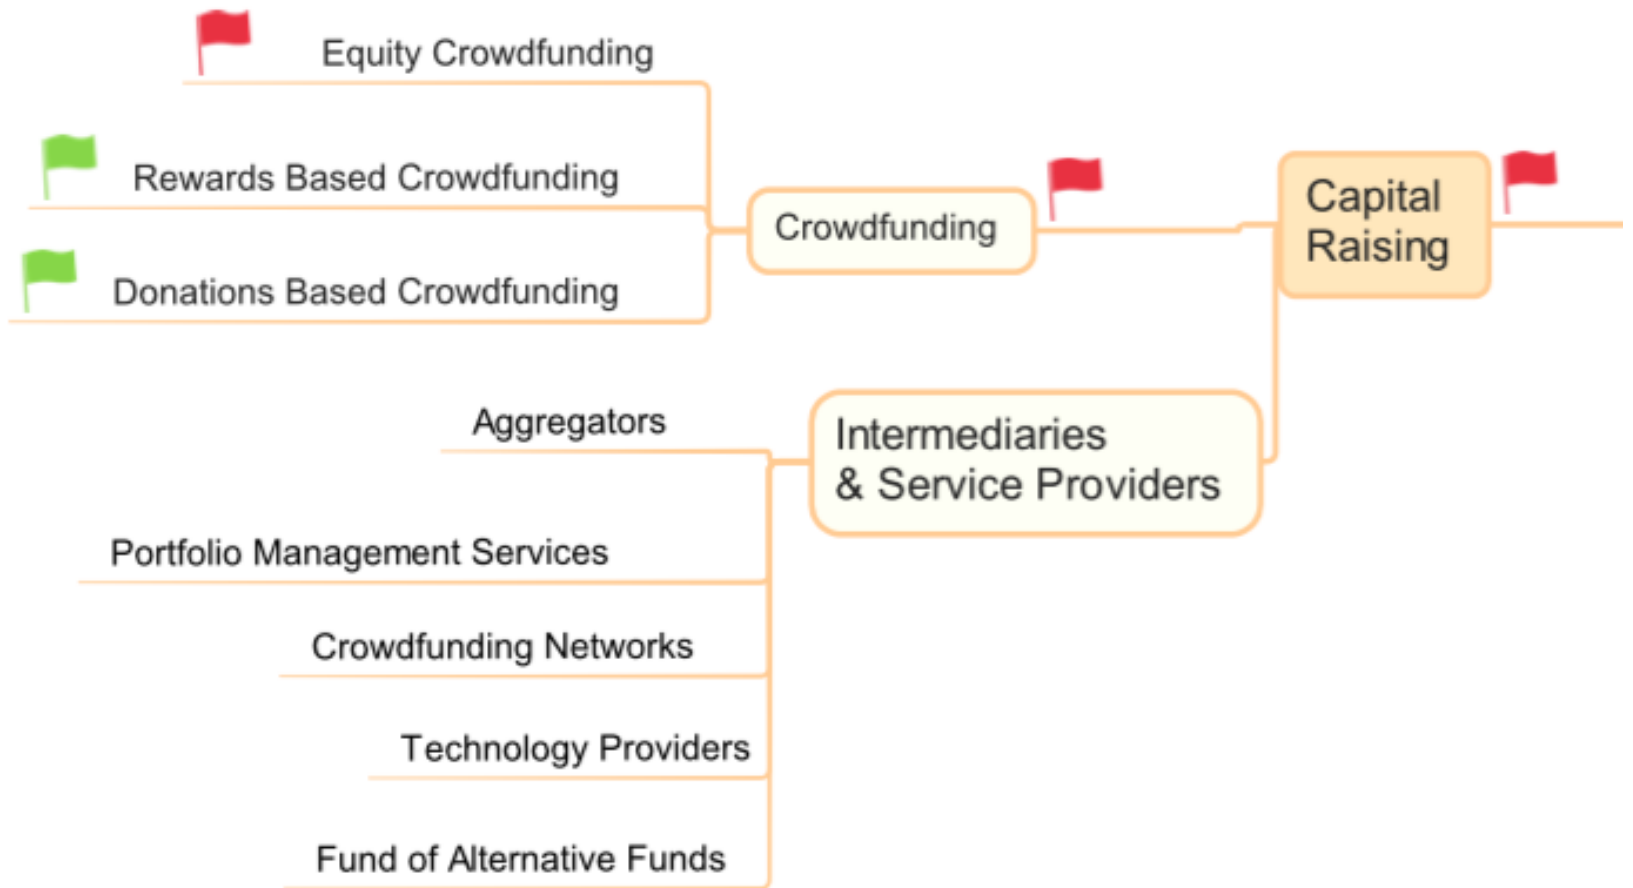 Equity Crowdfunding
Rewards Based Crowdfunding
Donations Based Crowdfunding
Crowdfunding
Capital
Raising
Aggregators
Portfolio Management Services
Crowdfunding Networks
Technology Providers
Fund of Alternative Funds
Intermediaries
& Service Providers